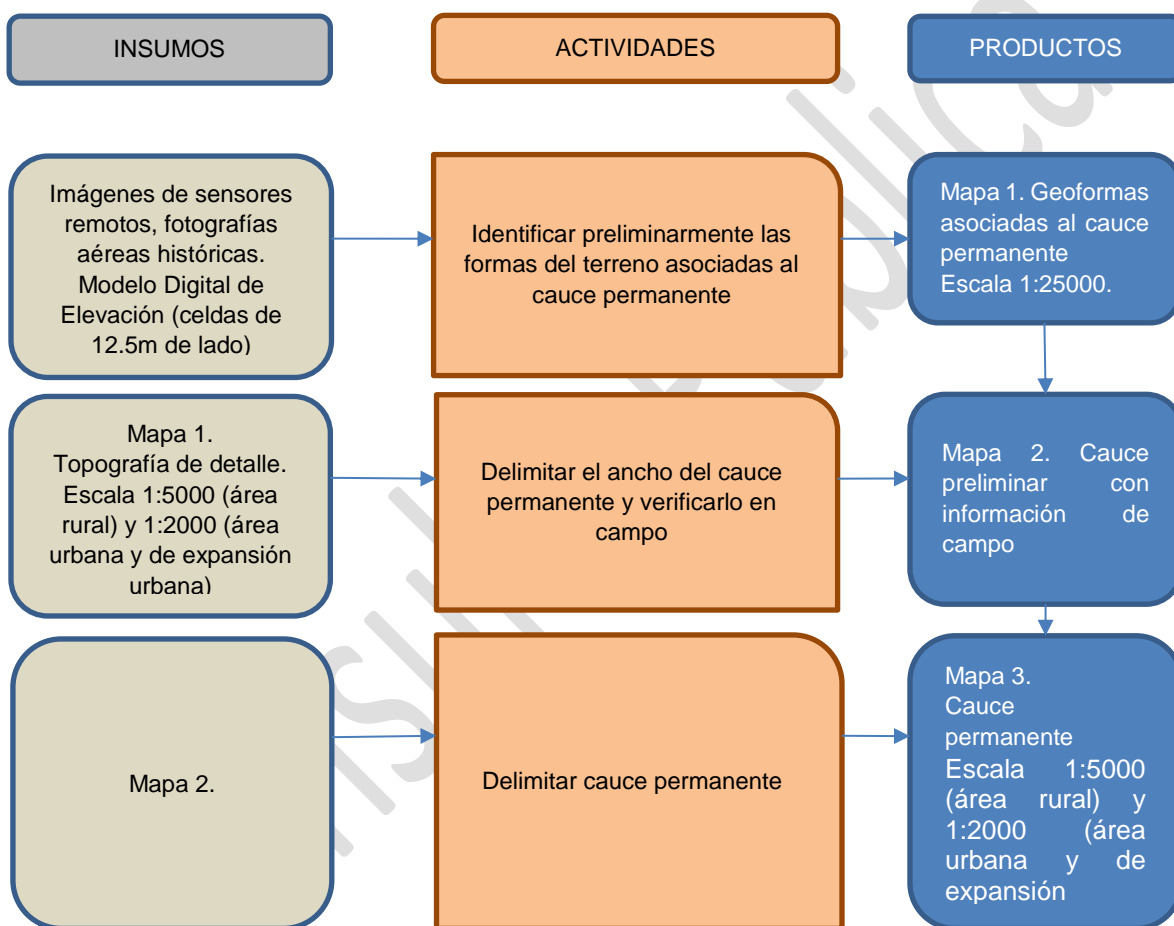 INSUMOS
ACTIVIDADES
PRODUCTOS
Imágenes de sensores
remotos, fotografías
aéreas históricas.
Modelo Digital de
Elevación (celdas de
12.5m de lado)
Identificar preliminarmente las
formas del terreno asociadas al
cauce permanente
Mapa 1. Geoformas
asociadas al cauce
permanente
Escala 1:25000.
Mapa 1.
Topografía de detalle.
Escala 1:5000 (área
rural) y 1:2000 (área
urbana y de expansión
urbana)
Delimitar el ancho del cauce
permanente y verificarlo en
campo
Mapa 2. Cauce
preliminar con
información de
campo
Mapa 2.
Delimitar cauce permanente
Mapa 3.
Cauce
permanente
Escala 1:5000
(área rural) y
1:2000 (área
urbana y de
expansión